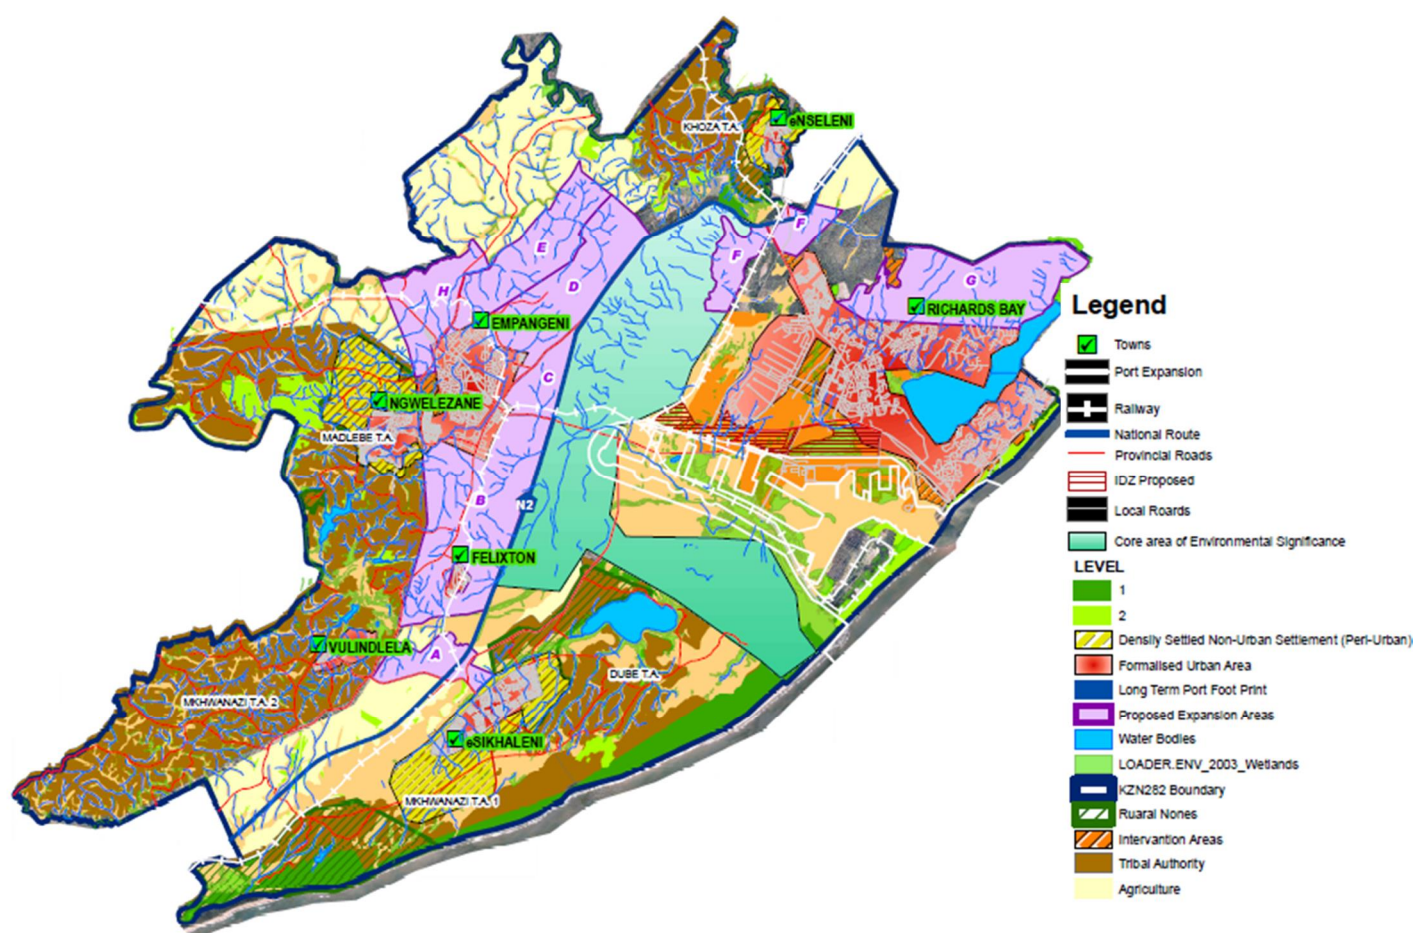 eNSELENI
KHOZA T.A.
F
F
E
D
G
H
RICHARDS BAY
EMPANGENI
C
NGWELEZANE
MADLEBE T.A.
B
N2
FELIXTON
VULINDLELA
A
DUBE T.A.
MKHWANAZI T.A. 2
eSIKHALENI
MKHWANAZI T.A. 1
Legend
Towns
Port Expansion
Railway
National Route
Provincial Roads
IDZ Proposed
Local Roards
Core area of Environmental Significance
LEVEL
1
2
Densily Settled Non-Urban Settlement (Peri-Urban)
Formalised Urban Area
Long Term Port Foot Print
Proposed Expansion Areas
Water Bodies
LOADER.ENV_2003_Wetlands
KZN282 Boundary
Ruaral Nones
Intervantion Areas
Tribal Authority
Agriculture